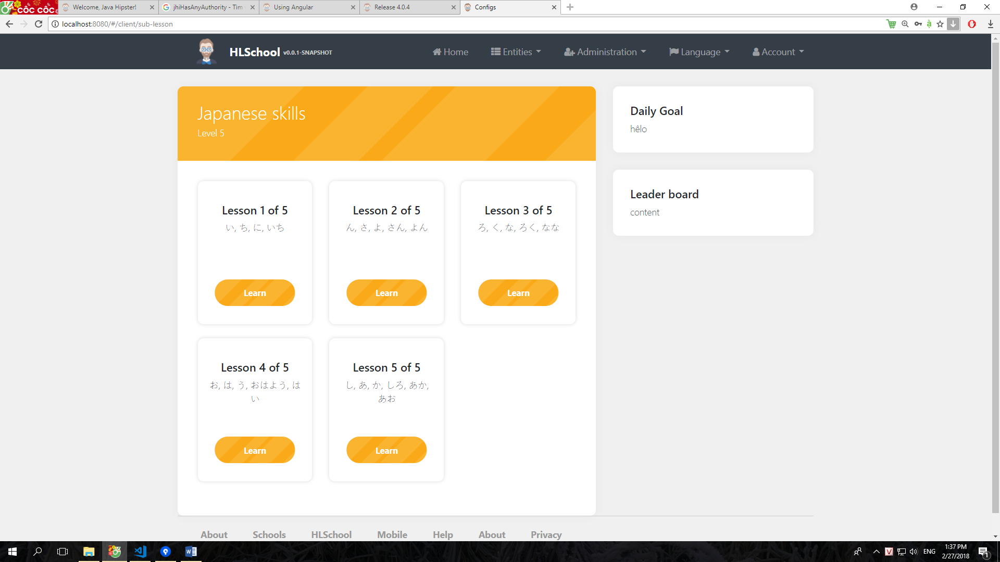 CỐC CỐC
Welcome, Java Hipster!
jhiHasAnyAuthority - Tìm
Using Angular
Release 4.0.4
Configs
localhost:8080/#/client/sub-lesson
HLSchool v0.0.1-SNAPSHOT
Home
Entities
Administration
Language
Account
Japanese skills
Level 5
Lesson 1 of 5
い, ち, に, いち
Learn
Lesson 2 of 5
ん, さ, よ, さん, よん
Learn
Lesson 3 of 5
ろ, く, な, ろく, なな
Learn
Lesson 4 of 5
お, は, う, おはよう, は
い
Learn
Lesson 5 of 5
し, あ, か, しろ, あか,
あお
Learn
Daily Goal
hêlo
Leader board
content
About
Schools
HLSchool
Mobile
Help
About
Privacy
ENG
1:37 PM
2/27/2018
1